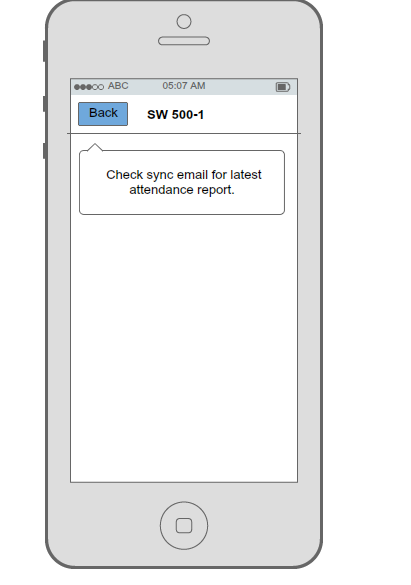 ABC 05:07 AM
Back SW 500-1
Check sync email for latest
attendance report.